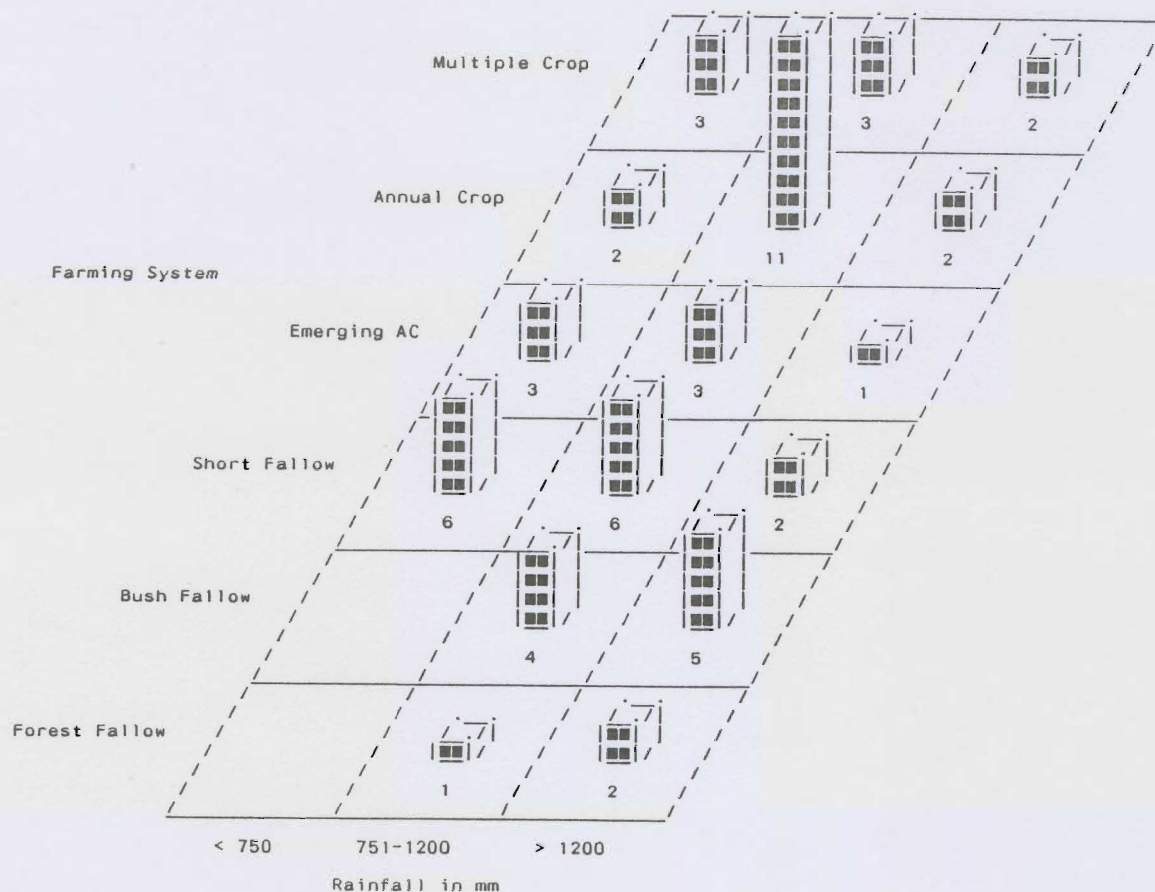 Multiple Crop
3 3 2
Annual Crop
2 11 2
Farming System
Emerging AC
3 3 1
Short Fallow
6 6 2
Bush Fallow
4 5
Forest Fallow
1 2
< 750 751-1200 > 1200
Rainfall in mm